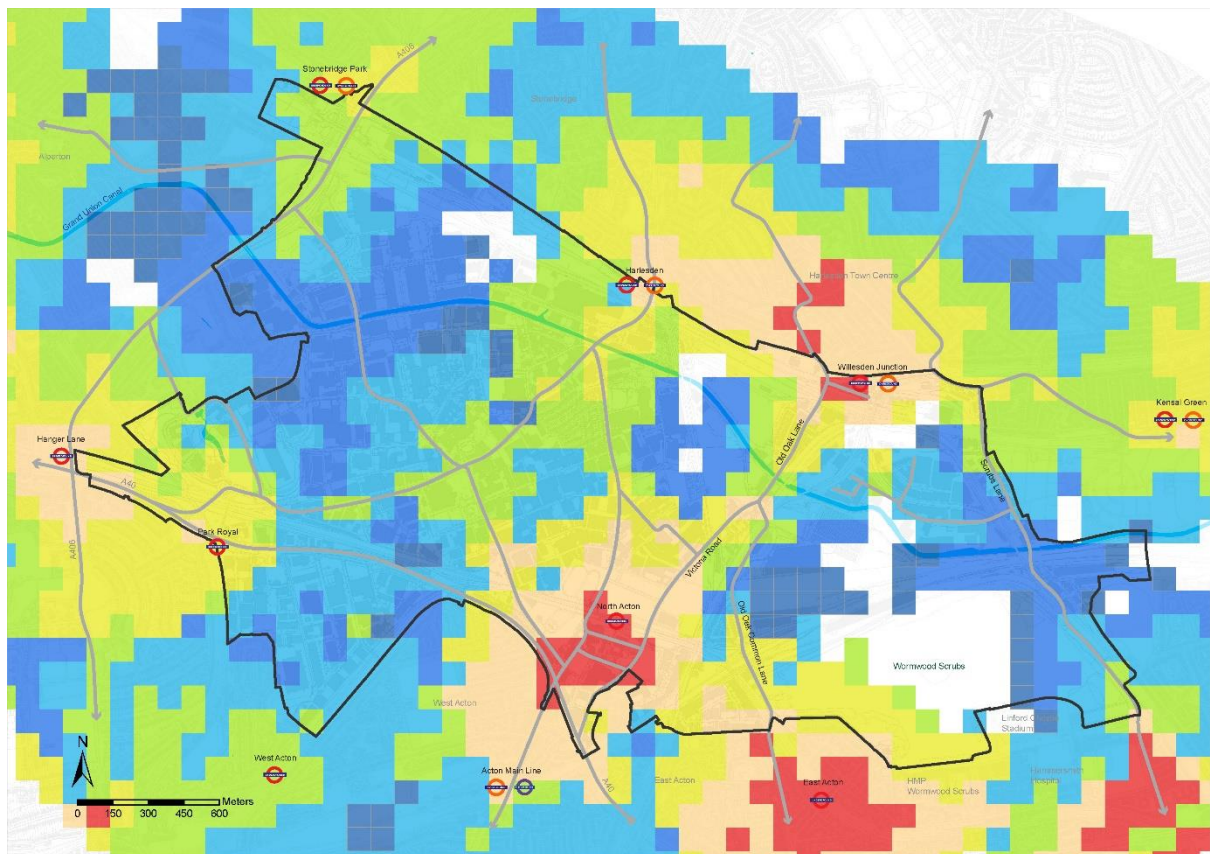 A406
Stonebridge Park
Stonebridge
Alperton
Grand Union Canal
Harlesden
Harlesden Town Centre
Willesden Junction
Kensal Green
Hanger Lane
A40
Old Oak Lane
Scrubs Lane
A406
Park Royal
Victoria Road
North Acton
Old Oak Common Lane
Wormwood Scrubs
West Acton
Linford Christie
Stadium
N
West Acton
Acton Main Line
A40
East Acton
East Acton
HMP
Wormwood Scrubs
Hammersmith
Hospital
0 150 300 450 600
Meters